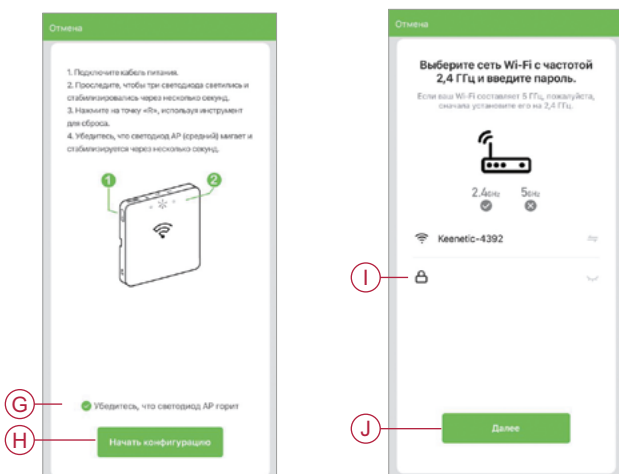 Отмена
1. Подключите кабель питания.
2. Проследите, чтобы три светодиода светились и
стабилизировались через несколько секунд.
3. Нажмите на точку «R», используя инструмент
для сброса.
4. Убедитесь, что светодиод AP (средний) мигает и
стабилизируется через несколько секунд.
1
2
G
Убедитесь, что светодиод AP горит
H
Начать конфигурацию
Отмена
Выберите сеть Wi-Fi с частотой
2,4 ГГц и введите пароль.
Если ваш Wi-Fi составляет 5 ГГц, пожалуйста,
сначала установите его на 2,4 ГГц.
2.4GHz 5GHz
Keenetic-4392
I
J
Далее